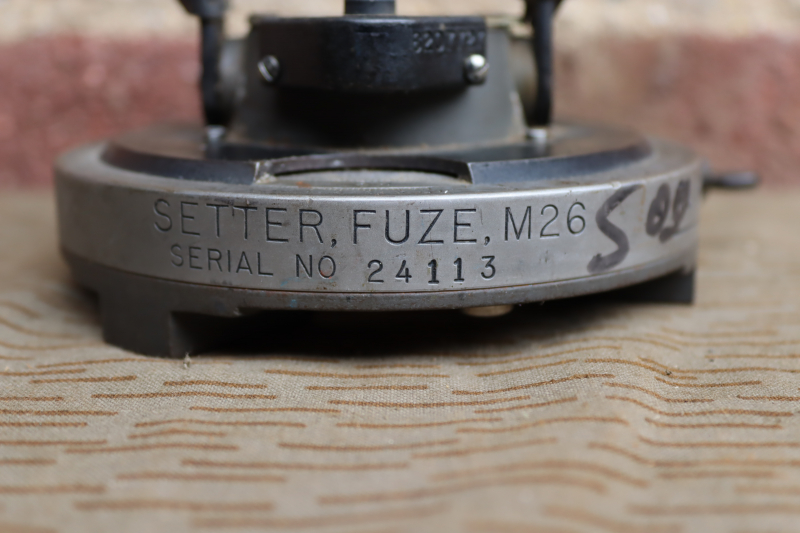 SETTER, FUZE, M26
SERIAL NO 24113